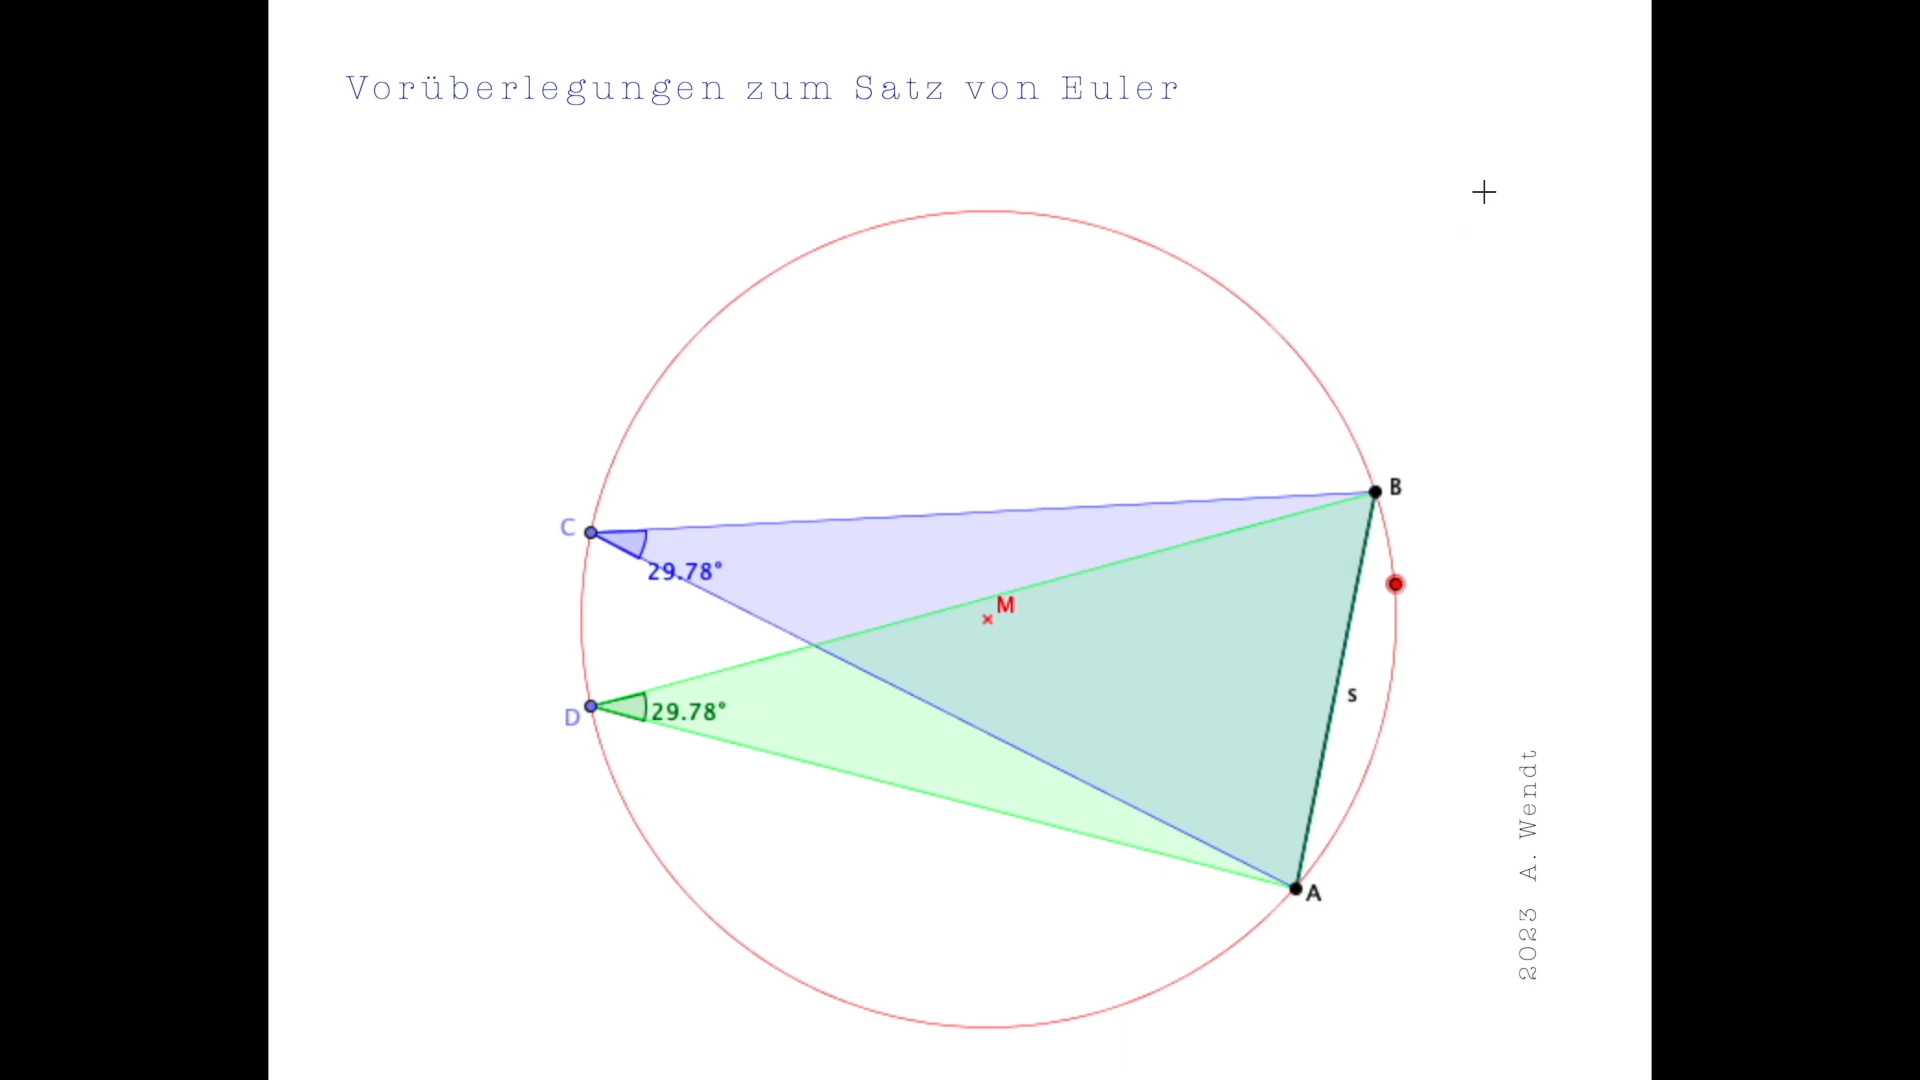 Vorüberlegungen zum Satz von Euler
B
C
29.78°
M
s
D
29.78°
A
2023 A. Wendt